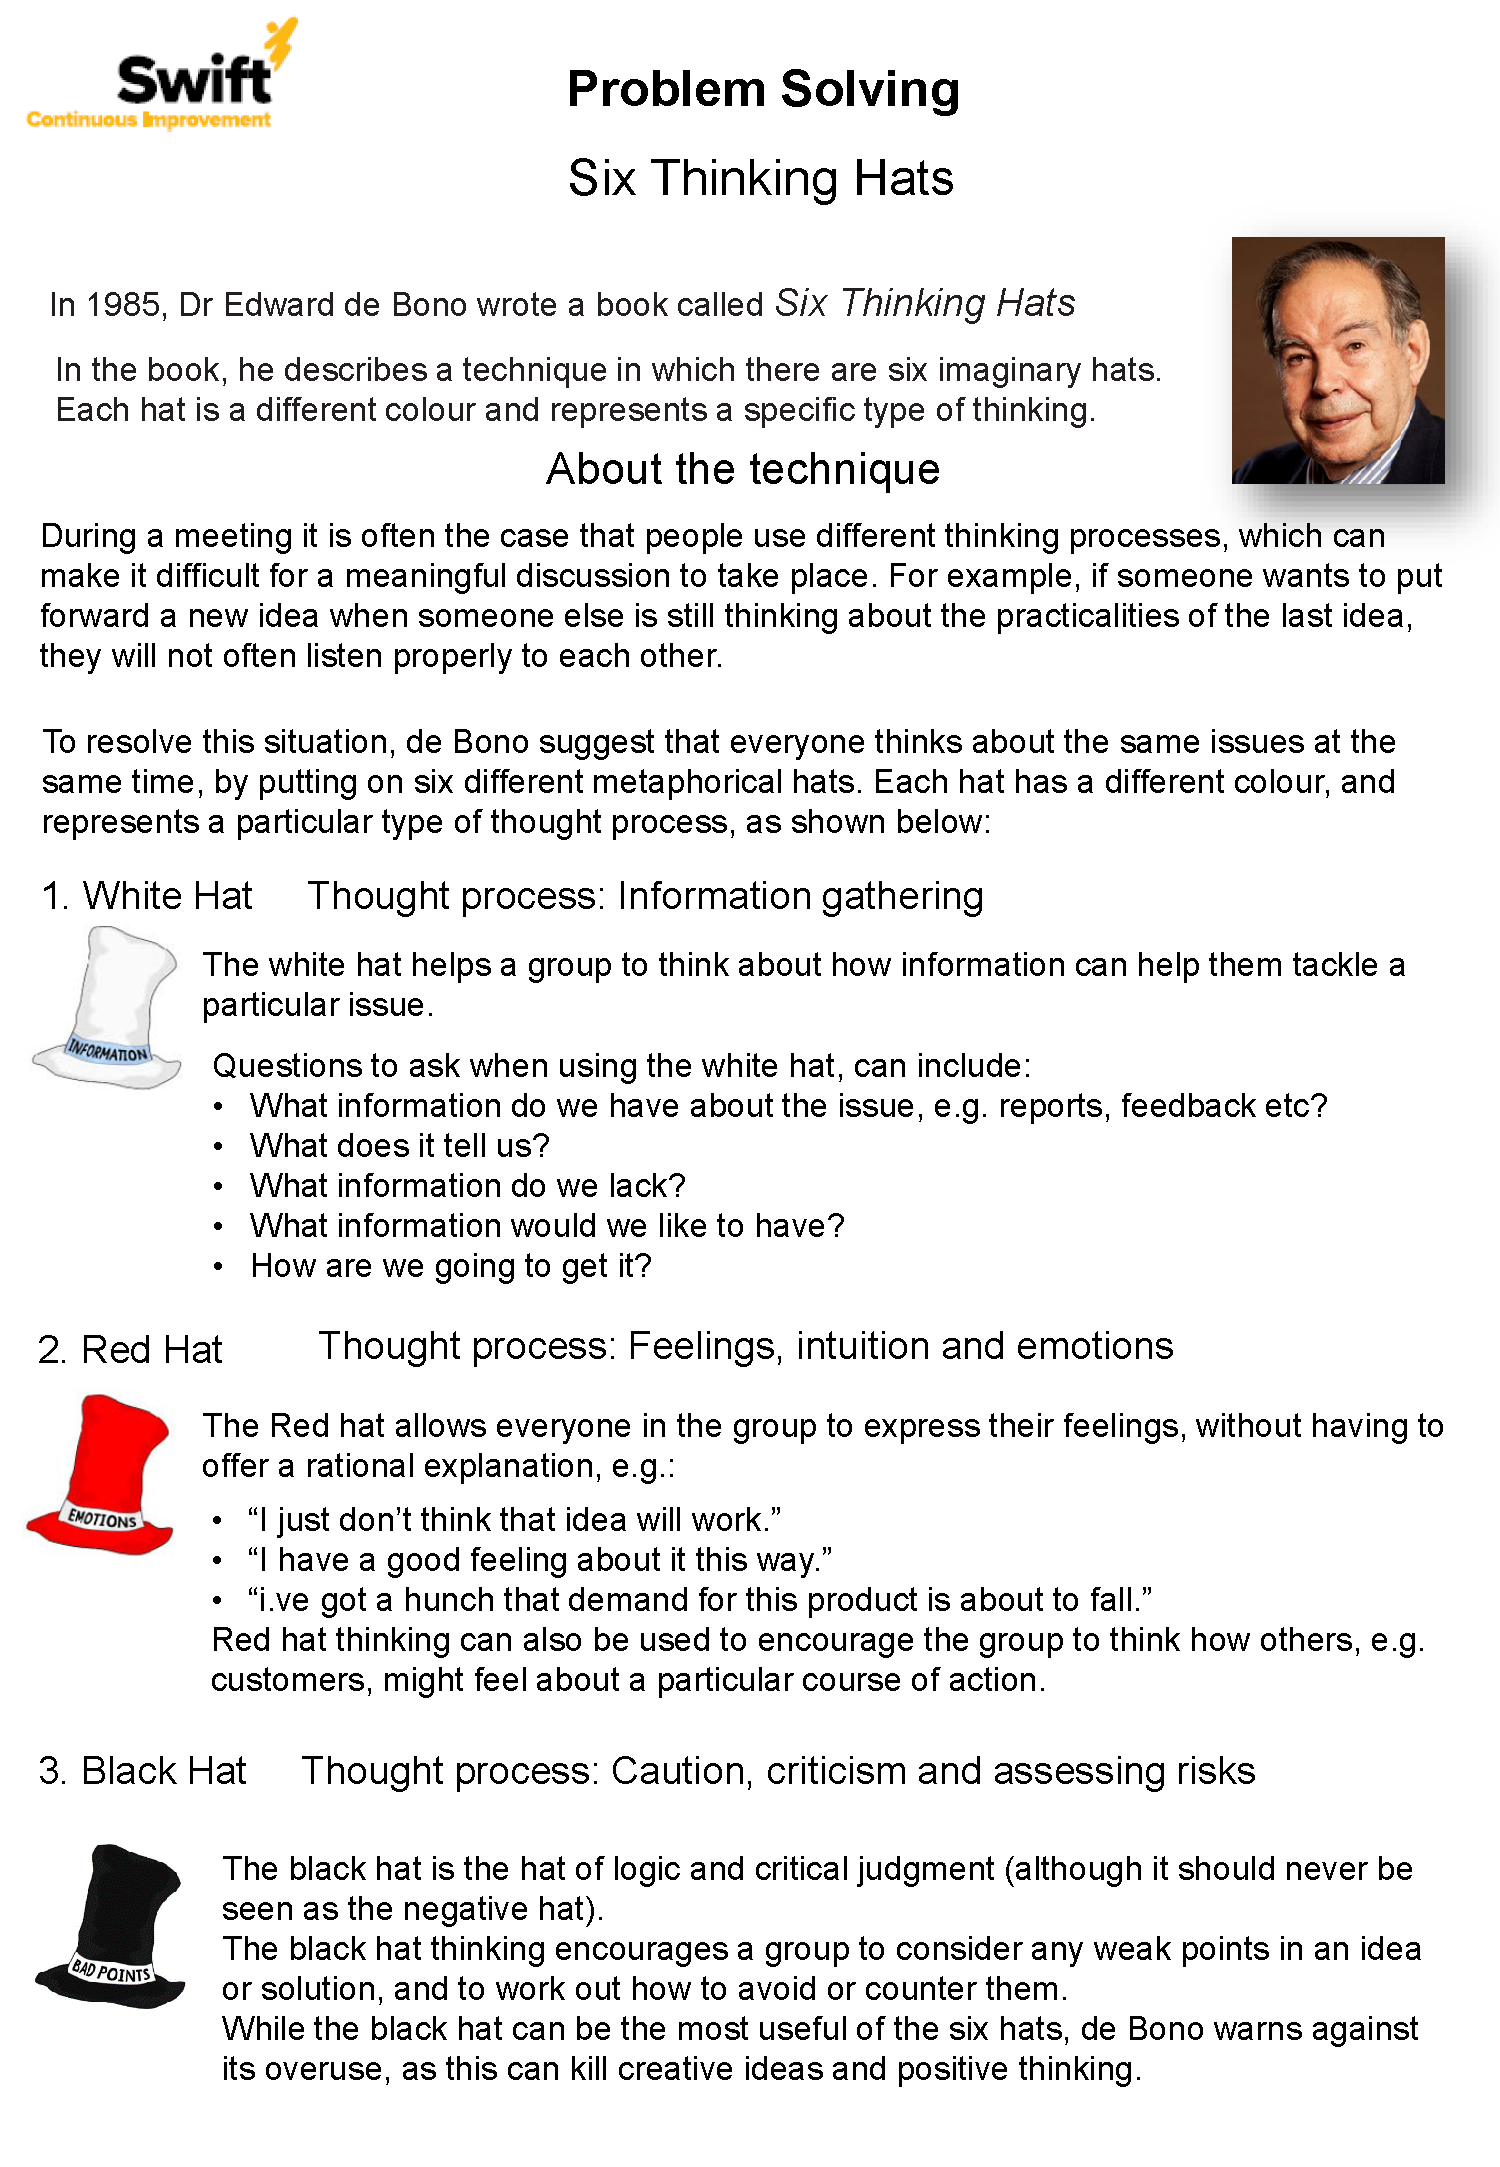 Swift
Continuous Improvement
Problem Solving
Six Thinking Hats
In 1985, Dr Edward de Bono wrote a book called Six Thinking Hats
In the book, he describes a technique in which there are six imaginary hats.
Each hat is a different colour and represents a specific type of thinking.
About the technique
During a meeting it is often the case that people use different thinking processes, which can
make it difficult for a meaningful discussion to take place. For example, if someone wants to put
forward a new idea when someone else is still thinking about the practicalities of the last idea,
they will not often listen properly to each other.
To resolve this situation, de Bono suggest that everyone thinks about the same issues at the
same time, by putting on six different metaphorical hats. Each hat has a different colour, and
represents a particular type of thought process, as shown below:
1. White Hat Thought process: Information gathering
The white hat helps a group to think about how information can help them tackle a
particular issue.
INFORMATION
Questions to ask when using the white hat, can include:
• What information do we have about the issue, e.g. reports, feedback etc?
• What does it tell us?
• What information do we lack?
• What information would we like to have?
• How are we going to get it?
2. Red Hat Thought process: Feelings, intuition and emotions
The Red hat allows everyone in the group to express their feelings, without having to
offer a rational explanation, e.g.:
EMOTIONS
• “I just don’t think that idea will work.”
• “I have a good feeling about it this way.”
• “i.ve got a hunch that demand for this product is about to fall.”
Red hat thinking can also be used to encourage the group to think how others, e.g.
customers, might feel about a particular course of action.
3. Black Hat Thought process: Caution, criticism and assessing risks
The black hat is the hat of logic and critical judgment (although it should never be
seen as the negative hat).
The black hat thinking encourages a group to consider any weak points in an idea
BAD POINTS
or solution, and to work out how to avoid or counter them.
While the black hat can be the most useful of the six hats, de Bono warns against
its overuse, as this can kill creative ideas and positive thinking.